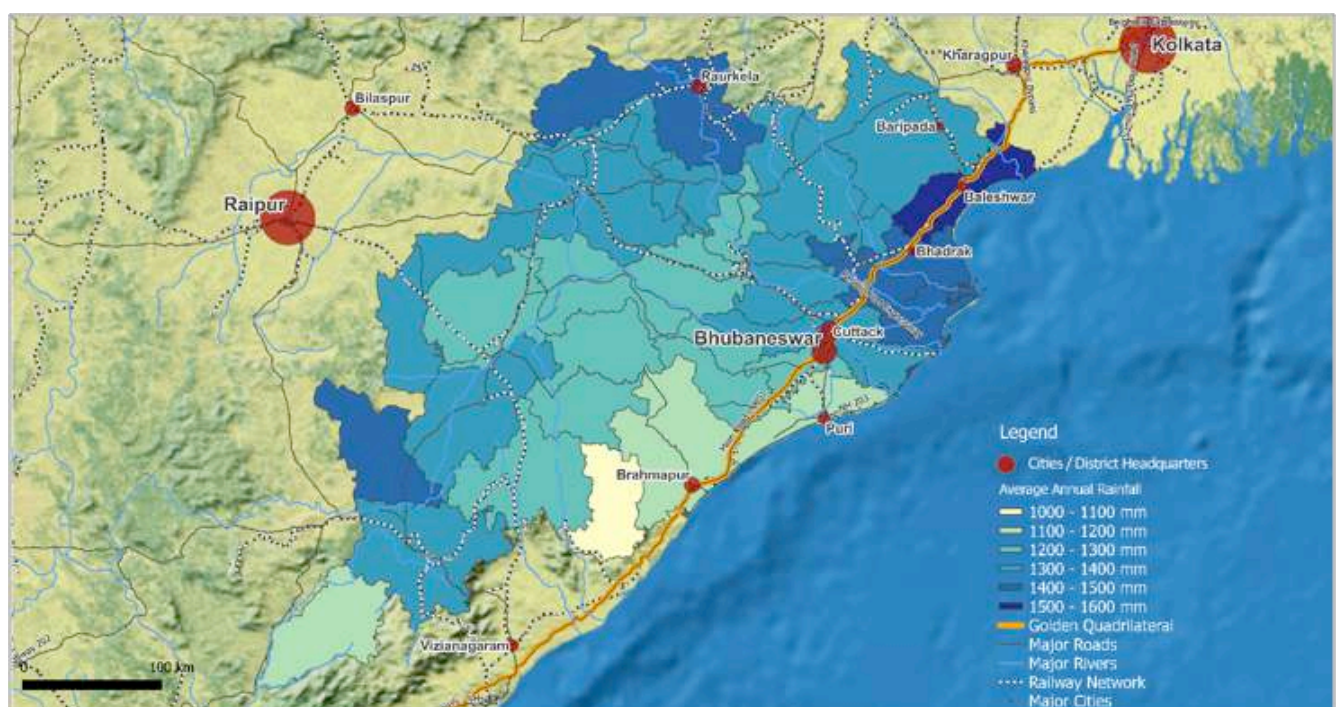 Kolkata
Kharagpur
Raurkela
Bilaspur
Baripada
Baleshwar
Raipur
Bhadrak
Cuttack
Bhubaneswar
NH 203
Puri
Brahmapur
Vizianagaram
0
100 km
Legend
Cities / District Headquarters
Average Annual Rainfall
1000 - 1100 mm
1100 - 1200 mm
1200 - 1300 mm
1300 - 1400 mm
1400 - 1500 mm
1500 - 1600 mm
Golden Quadrilateral
Major Roads
Major Rivers
Railway Network
Major Cities